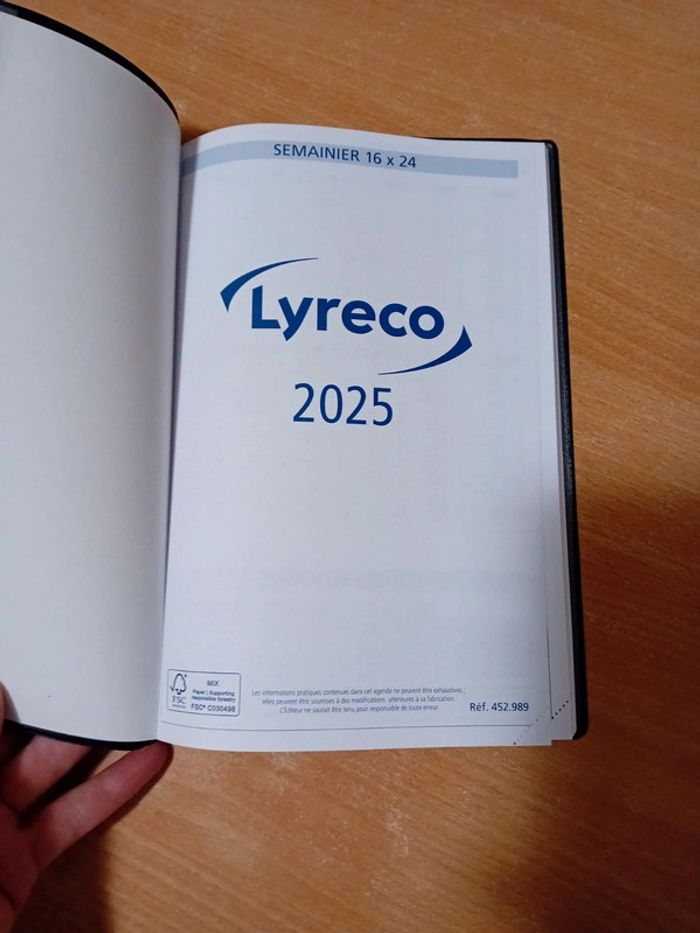 SEMAINIER 16 x 24
Lyreco
2025
FSC
MIX
Paper | Supporting
responsible forestry
FSC® C030498
Les informations pratiques contenues dans cet agenda ne peuvent être exhaustives ;
elles peuvent être soumises à des modifications ultérieures à sa fabrication.
L'Éditeur ne saurait être tenu pour responsable de toute erreur.
Réf. 452.989